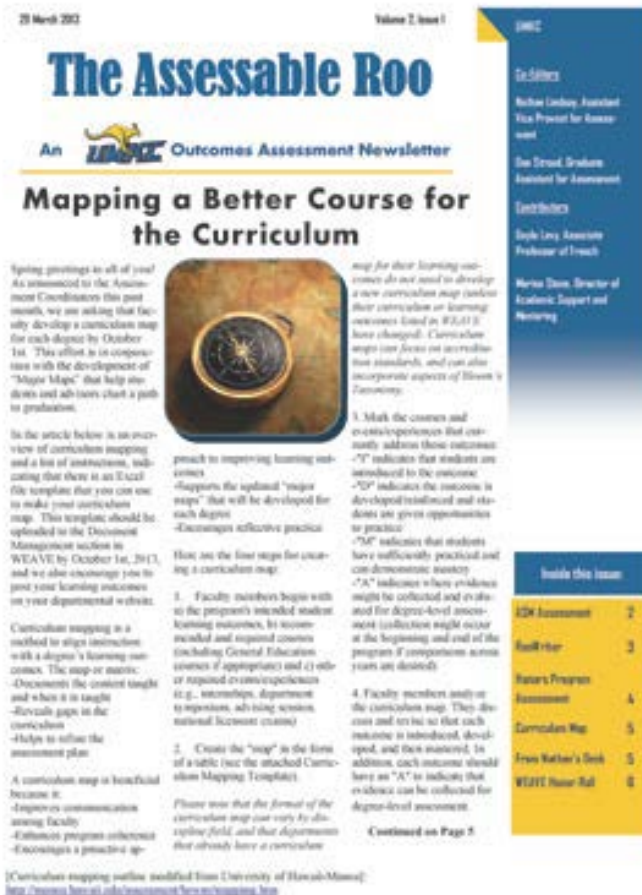 20 March 2013
Volume 2, Issue 1
The Assessable Roo
An UMKC Outcomes Assessment Newsletter
Mapping a Better Course for
the Curriculum
Spring greetings to all of you!
As announced to the Assess-
ment Coordinators this past
month, we are asking that fac-
ulty develop a curriculum map
for each degree by October
1st. This effort is in conjunc-
tion with the development of
"Major Maps" that help stu-
dents and advisors chart a path
to graduation.
In the article below is an over-
view of curriculum mapping
and a list of instructions, indi-
cating that there is an Excel
file template that you can use
to make your curriculum
map. This template should be
uploaded to the Document
Management section in
WEAVE by October 1st, 2013,
and we also encourage you to
post your learning outcomes
on your departmental website.
Curriculum mapping is a
method to align instruction
with a degree's learning out-
comes. The map or matrix:
-Documents the content taught
and when it is taught
-Reveals gaps in the
curriculum
-Helps to refine the
assessment plan
A curriculum map is beneficial
because it:
-Improves communication
among faculty
-Enhances program coherence
-Encourages a proactive ap-
proach to improving learning out-
comes
-Supports the updated "major
maps" that will be developed for
each degree
-Encourages reflective practice
Here are the four steps for creat-
ing a curriculum map:
1. Faculty members begin with
a) the program's intended student
learning outcomes, b) recom-
mended and required courses
(including General Education
courses if appropriate) and c) oth-
er required events/experiences
(e.g., internships, department
symposium, advising session,
national licensure exams)
2. Create the "map" in the form
of a table (see the attached Curric-
ulum Mapping Template).
Please note that the format of the
curriculum map can vary by dis-
cipline/field, and that departments
that already have a curriculum
map for their learning out-
comes do not need to develop
a new curriculum map (unless
their curriculum or learning
outcomes listed in WEAVE
have changed). Curriculum
maps can focus on accredita-
tion standards, and can also
incorporate aspects of Bloom's
Taxonomy.
3. Mark the courses and
events/experiences that cur-
rently address those outcomes
-"I" indicates that students are
introduced to the outcome
-"D" indicates the outcome is
developed/reinforced and stu-
dents are given opportunities
to practice
-"M" indicates that students
have sufficiently practiced and
can demonstrate mastery
-"A" indicates where evidence
might be collected and evalu-
ated for degree-level assess-
ment (collection might occur
at the beginning and end of the
program if comparisons across
years are desired)
4. Faculty members analyze
the curriculum map. They dis-
cuss and revise so that each
outcome is introduced, devel-
oped, and then mastered. In
addition, each outcome should
have an "A" to indicate that
evidence can be collected for
degree-level assessment.
Continued on Page 5
[Curriculum mapping outline modified from University of Hawaii-Manoa]:
http://manoa.hawaii.edu/assessment/howto/mapping.htm
UMKC
Co-Editors
Nathan Lindsay, Assistant
Vice Provost for Assess-
ment
Dan Stroud, Graduate
Assistant for Assessment
Contributors
Gayle Levy, Associate
Professor of French
Director of
Academic Support and
Mentoring
Inside this issue:
Assessment 2
RooWriter 3
Honors Program
Assessment 4
Curriculum Map 5
From Nathan's Desk 5
WEAVE Honor Roll 6